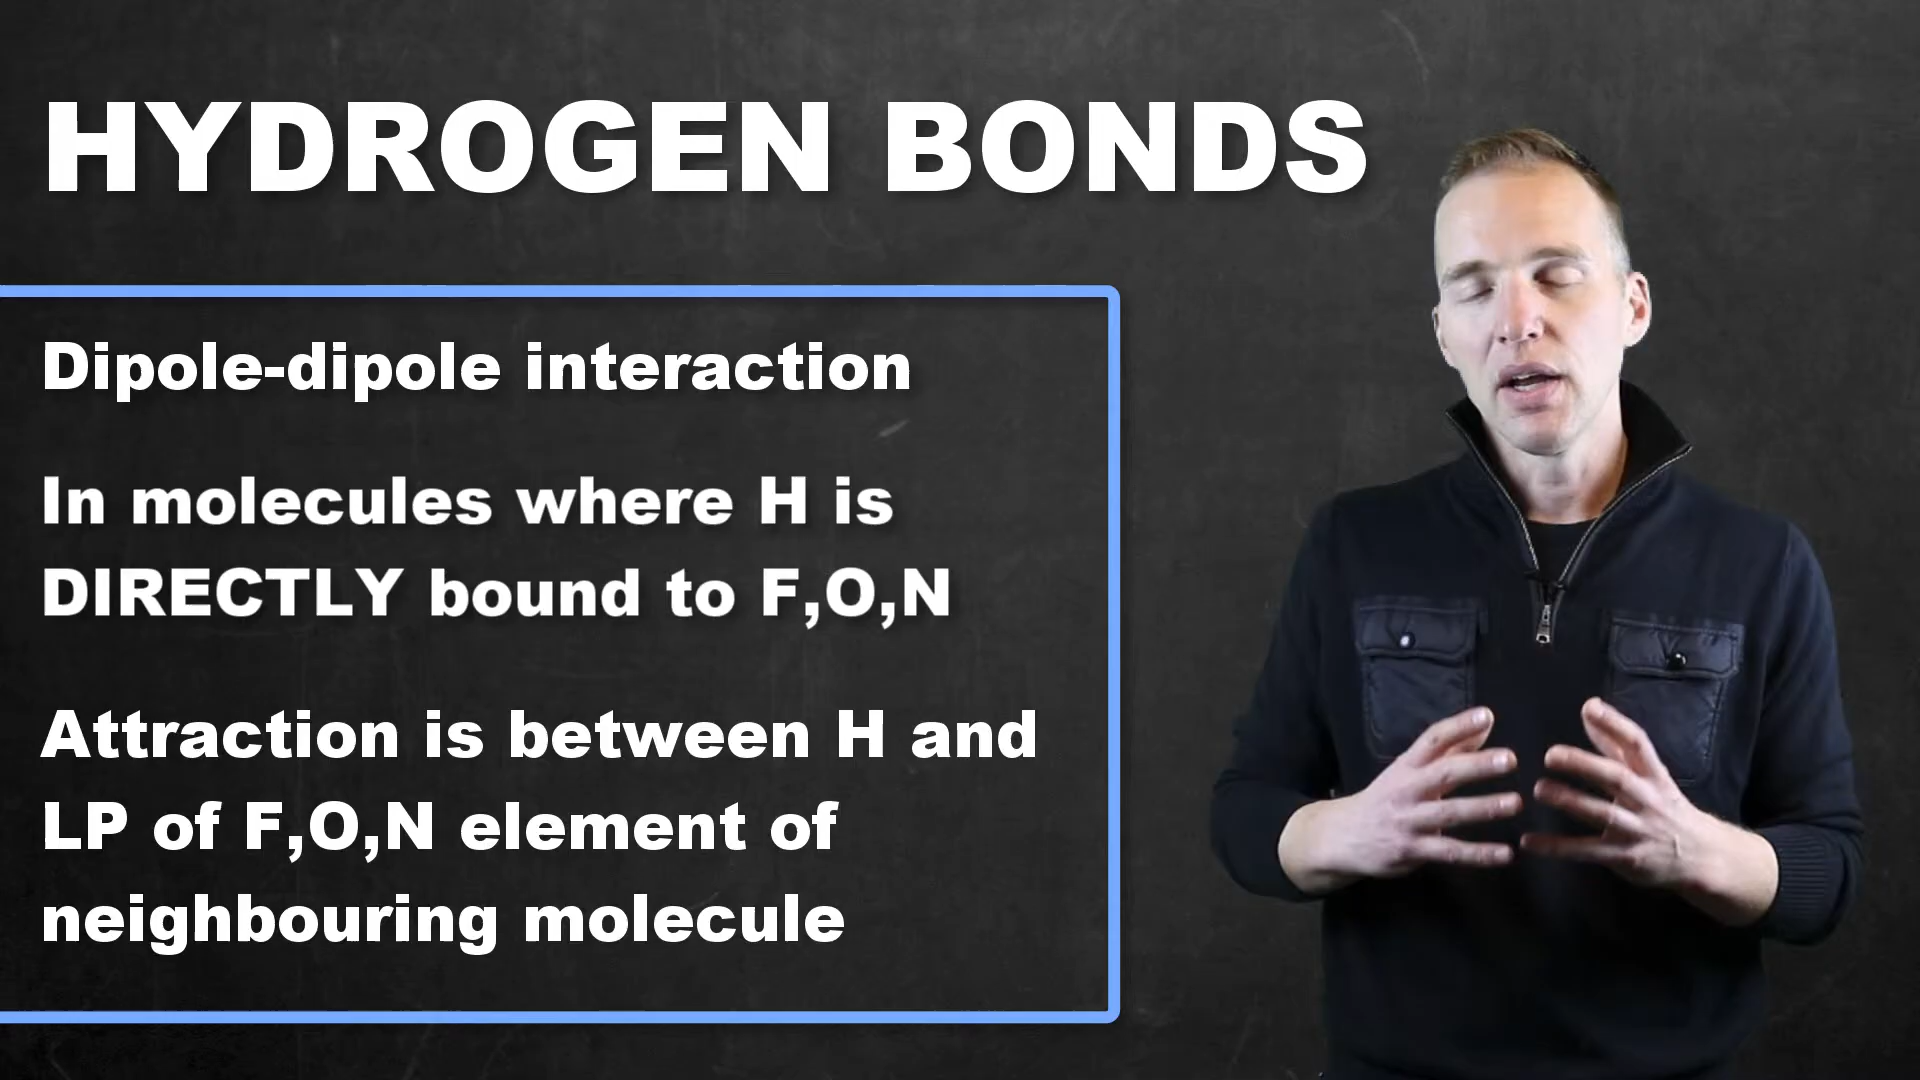 HYDROGEN BONDS
Dipole-dipole interaction
In molecules where H is
DIRECTLY bound to F,O,N
Attraction is between H and
LP of F,O,N element of
neighbouring molecule